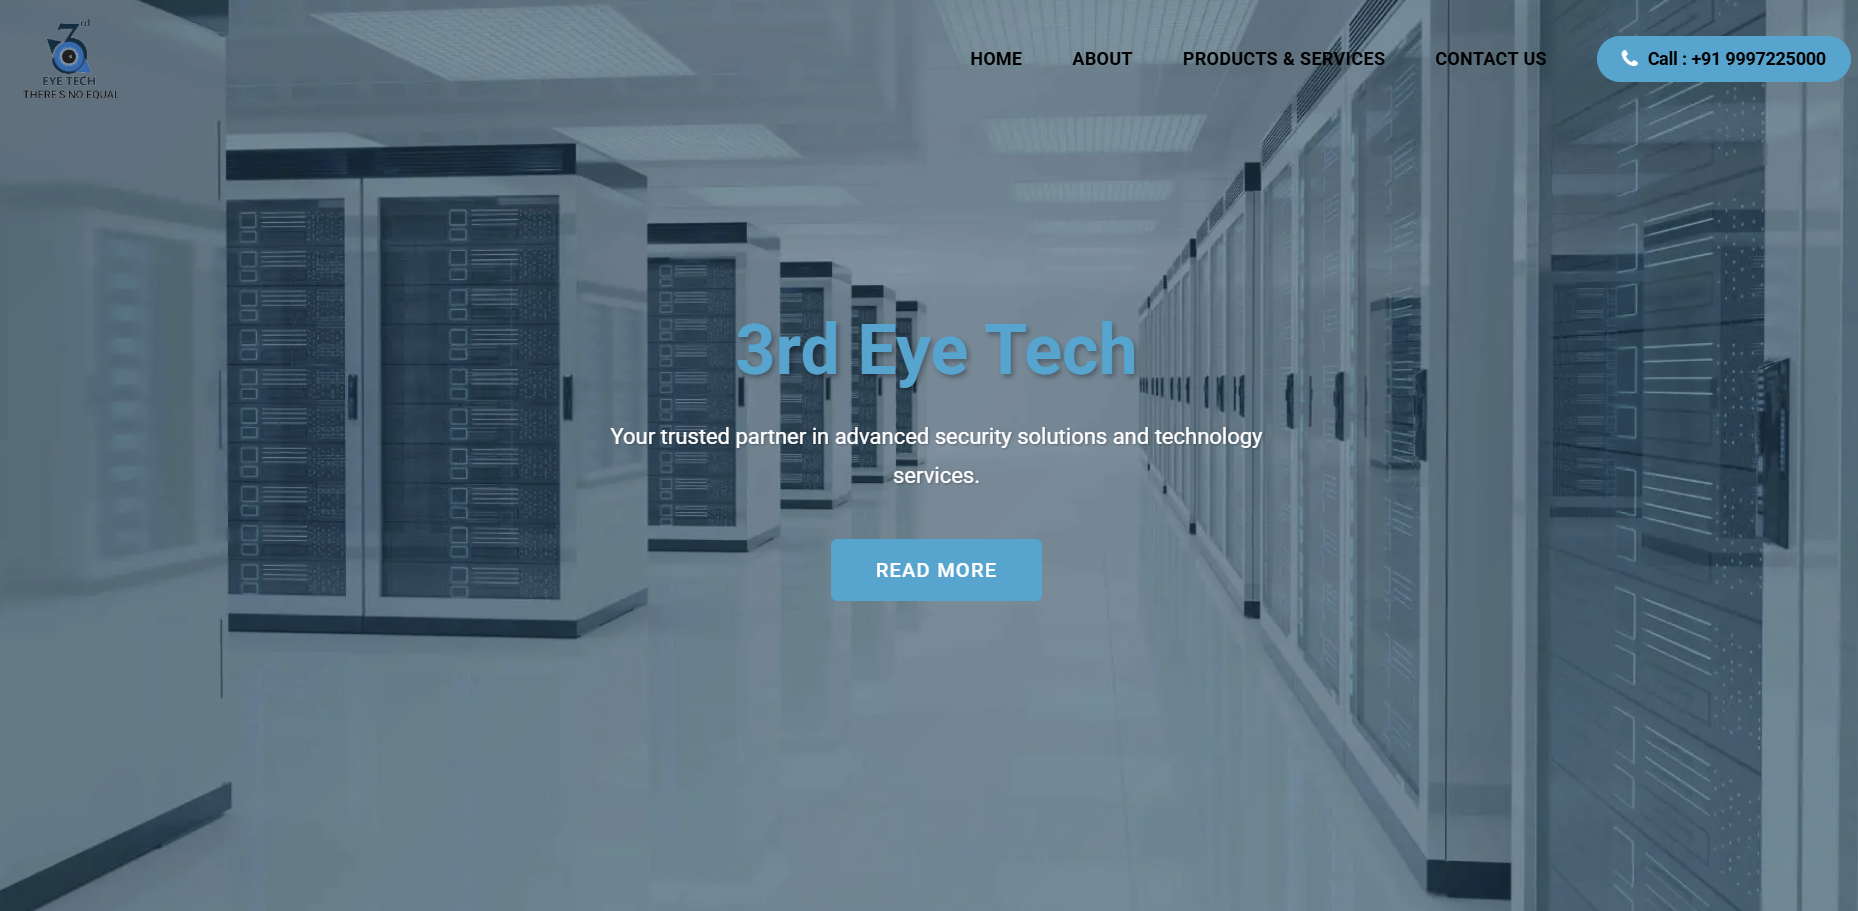 3rd
EYE TECH
THERE'S NO EQUAL
HOME ABOUT PRODUCTS & SERVICES CONTACT US Call : +91 9997225000
3rd Eye Tech
Your trusted partner in advanced security solutions and technology
services.
READ MORE